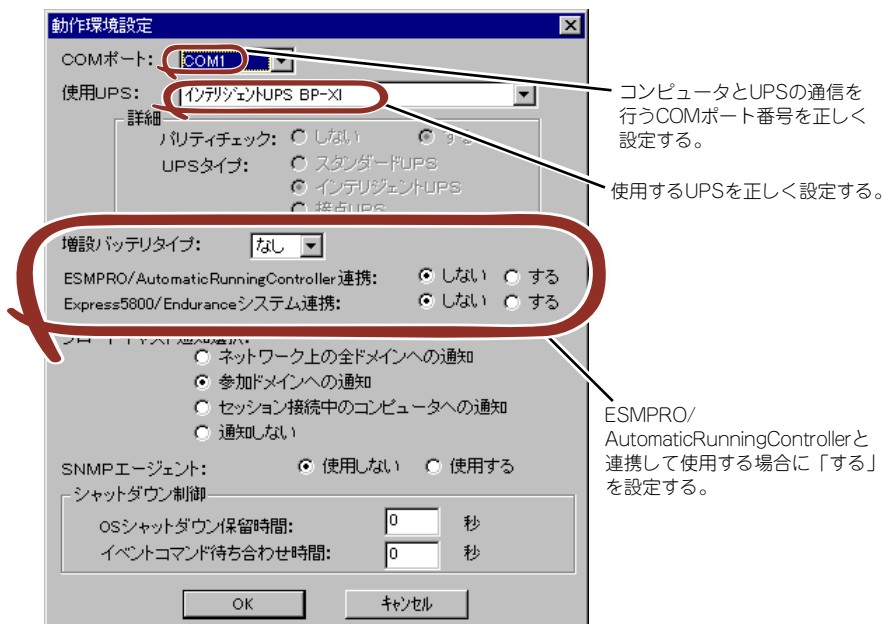 動作環境設定
COMポート: COM1
使用UPS: インテリジェントUPS BP-XI
詳細
パリティチェック: しない する
UPSタイプ: スタンダードUPS
インテリジェントUPS
接点UPS
増設バッテリタイプ: なし
ESMPRO/AutomaticRunningController連携: しない する
Express5800/Enduranceシステム連携: しない する
ブロードキャスト通知選択:
ネットワーク上の全ドメインへの通知
参加ドメインへの通知
セッション接続中のコンピュータへの通知
通知しない
SNMPエージェント: 使用しない 使用する
シャットダウン制御
OSシャットダウン保留時間: 0 秒
イベントコマンド待ち合わせ時間: 0 秒
OK キャンセル
コンピュータとUPSの通信を
行うCOMポート番号を正しく
設定する。
使用するUPSを正しく設定する。
ESMPRO/
AutomaticRunningControllerと
連携して使用する場合に「する」
を設定する。